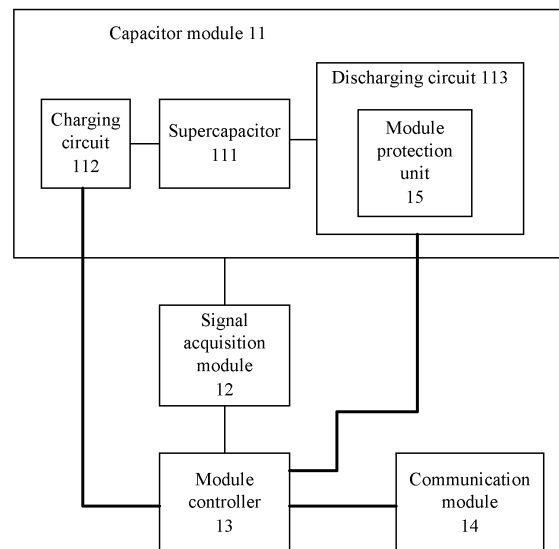 Capacitor module 11
Discharging circuit 113
Charging
circuit
112
Supercapacitor
111
Module
protection
unit
15
Signal
acquisition
module
12
Module
controller
13
Communication
module
14